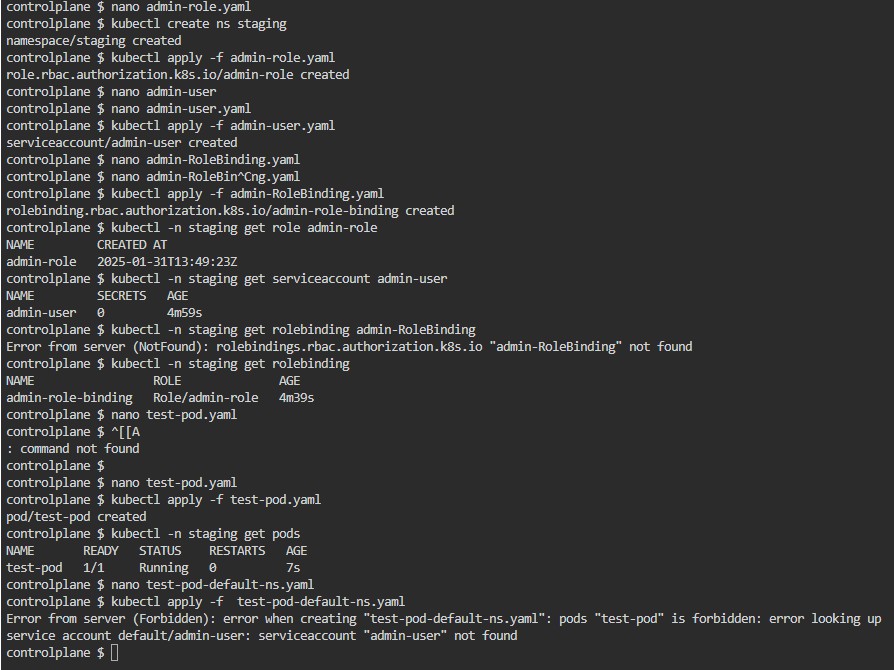 controlplane $ nano admin-role.yaml
controlplane $ kubectl create ns staging
namespace/staging created
controlplane $ kubectl apply -f admin-role.yaml
role.rbac.authorization.k8s.io/admin-role created
controlplane $ nano admin-user
controlplane $ nano admin-user.yaml
controlplane $ kubectl apply -f admin-user.yaml
serviceaccount/admin-user created
controlplane $ nano admin-RoleBinding.yaml
controlplane $ nano admin-RoleBin^Cng.yaml
controlplane $ kubectl apply -f admin-RoleBinding.yaml
rolebinding.rbac.authorization.k8s.io/admin-role-binding created
controlplane $ kubectl -n staging get role admin-role
NAME         CREATED AT
admin-role   2025-01-31T13:49:23Z
controlplane $ kubectl -n staging get serviceaccount admin-user
NAME         SECRETS   AGE
admin-user   0         4m59s
controlplane $ kubectl -n staging get rolebinding admin-RoleBinding
Error from server (NotFound): rolebindings.rbac.authorization.k8s.io "admin-RoleBinding" not found
controlplane $ kubectl -n staging get rolebinding
NAME                 ROLE              AGE
admin-role-binding   Role/admin-role   4m39s
controlplane $ nano test-pod.yaml
controlplane $ ^[[A
: command not found
controlplane $
controlplane $ nano test-pod.yaml
controlplane $ kubectl apply -f test-pod.yaml
pod/test-pod created
controlplane $ kubectl -n staging get pods
NAME       READY   STATUS    RESTARTS   AGE
test-pod   1/1     Running   0          7s
controlplane $ nano test-pod-default-ns.yaml
controlplane $ kubectl apply -f  test-pod-default-ns.yaml
Error from server (Forbidden): error when creating "test-pod-default-ns.yaml": pods "test-pod" is forbidden: error looking up
service account default/admin-user: serviceaccount "admin-user" not found
controlplane $